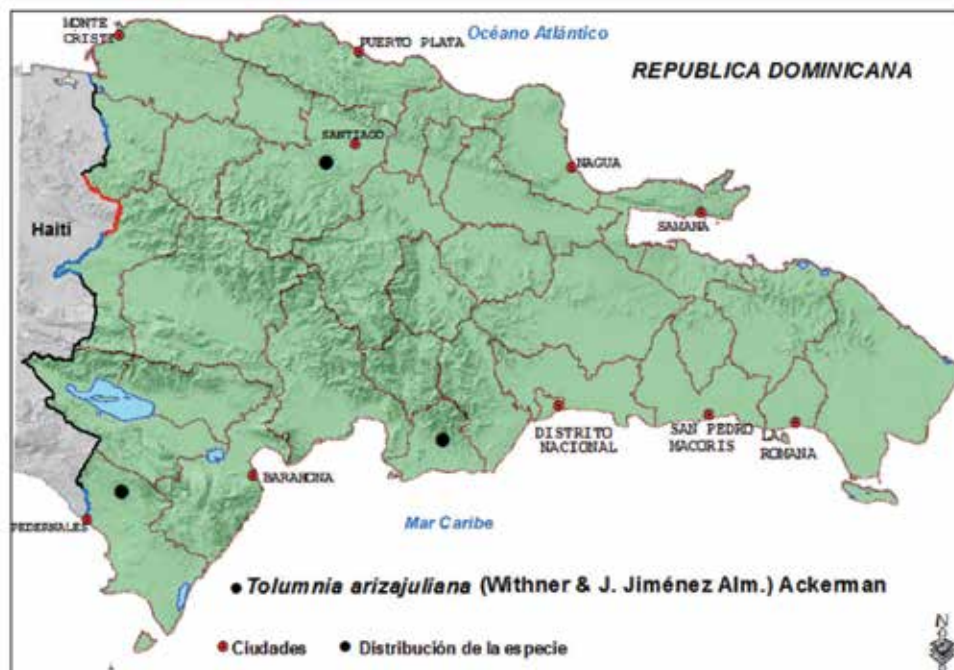 MONTE
CRISTI
PUERTO PLATA
Océano Atlántico
REPUBLICA DOMINICANA
SANTIAGO
NAGUA
Haití
SAMANA
DISTRITO
NACIONAL
SAN PEDRO
MACORIS
LA
ROMANA
BARAHONA
PEDERNALES
Mar Caribe
Tolumnia arizajuliana (Withner & J. Jiménez Alm.) Ackerman
Ciudades
Distribución de la especie
N